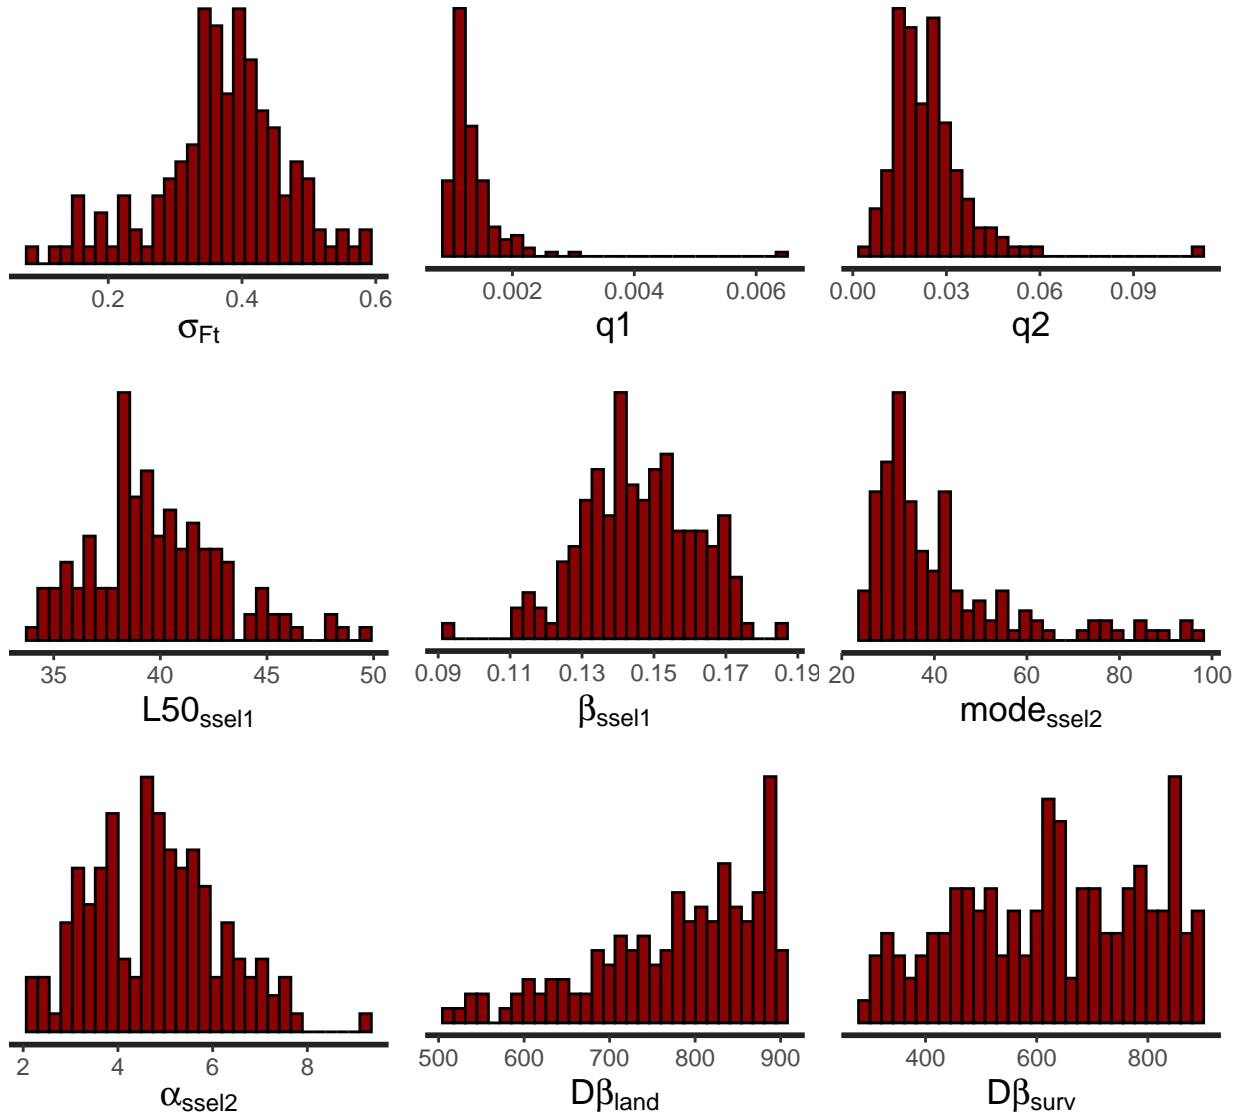 0.2 0.4 0.6
σFt
0.002 0.004 0.006
q1
0.00 0.03 0.06 0.09
q2
35 40 45 50
L50ssel1
0.09 0.11 0.13 0.15 0.17 0.19
βssel1
20 40 60 80 100
modessel2
2 4 6 8
αssel2
500 600 700 800 900
Dβland
400 600 800
Dβsurv